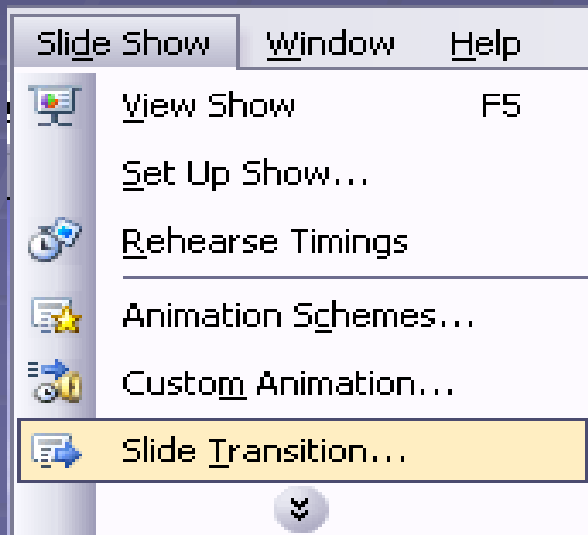 Slide Show Window Help
View Show F5
Set Up Show...
Rehearse Timings
Animation Schemes...
Custom Animation...
Slide Transition...